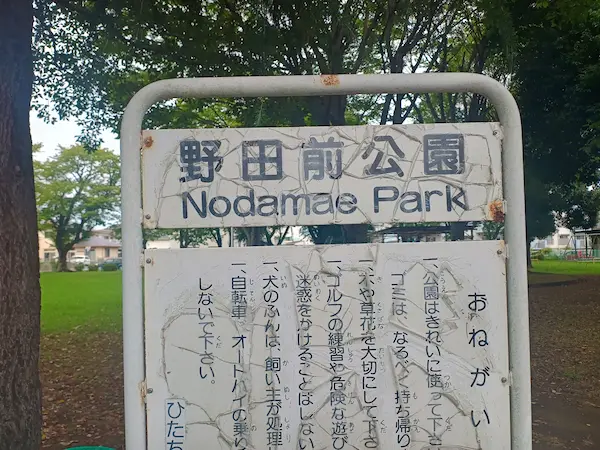 野田前公園
Nodamae Park
おねがい
一、公園はきれいに使って下さ
ゴミは、なるべく持ち帰り
一、木や草花を大切にして下さ
一、ゴルフの練習や危険な遊び
迷惑をかけることはしない
一、犬のふんは、飼い主が処理
一、自転車 オートバイの乗り
しないで下さい。
ひたち